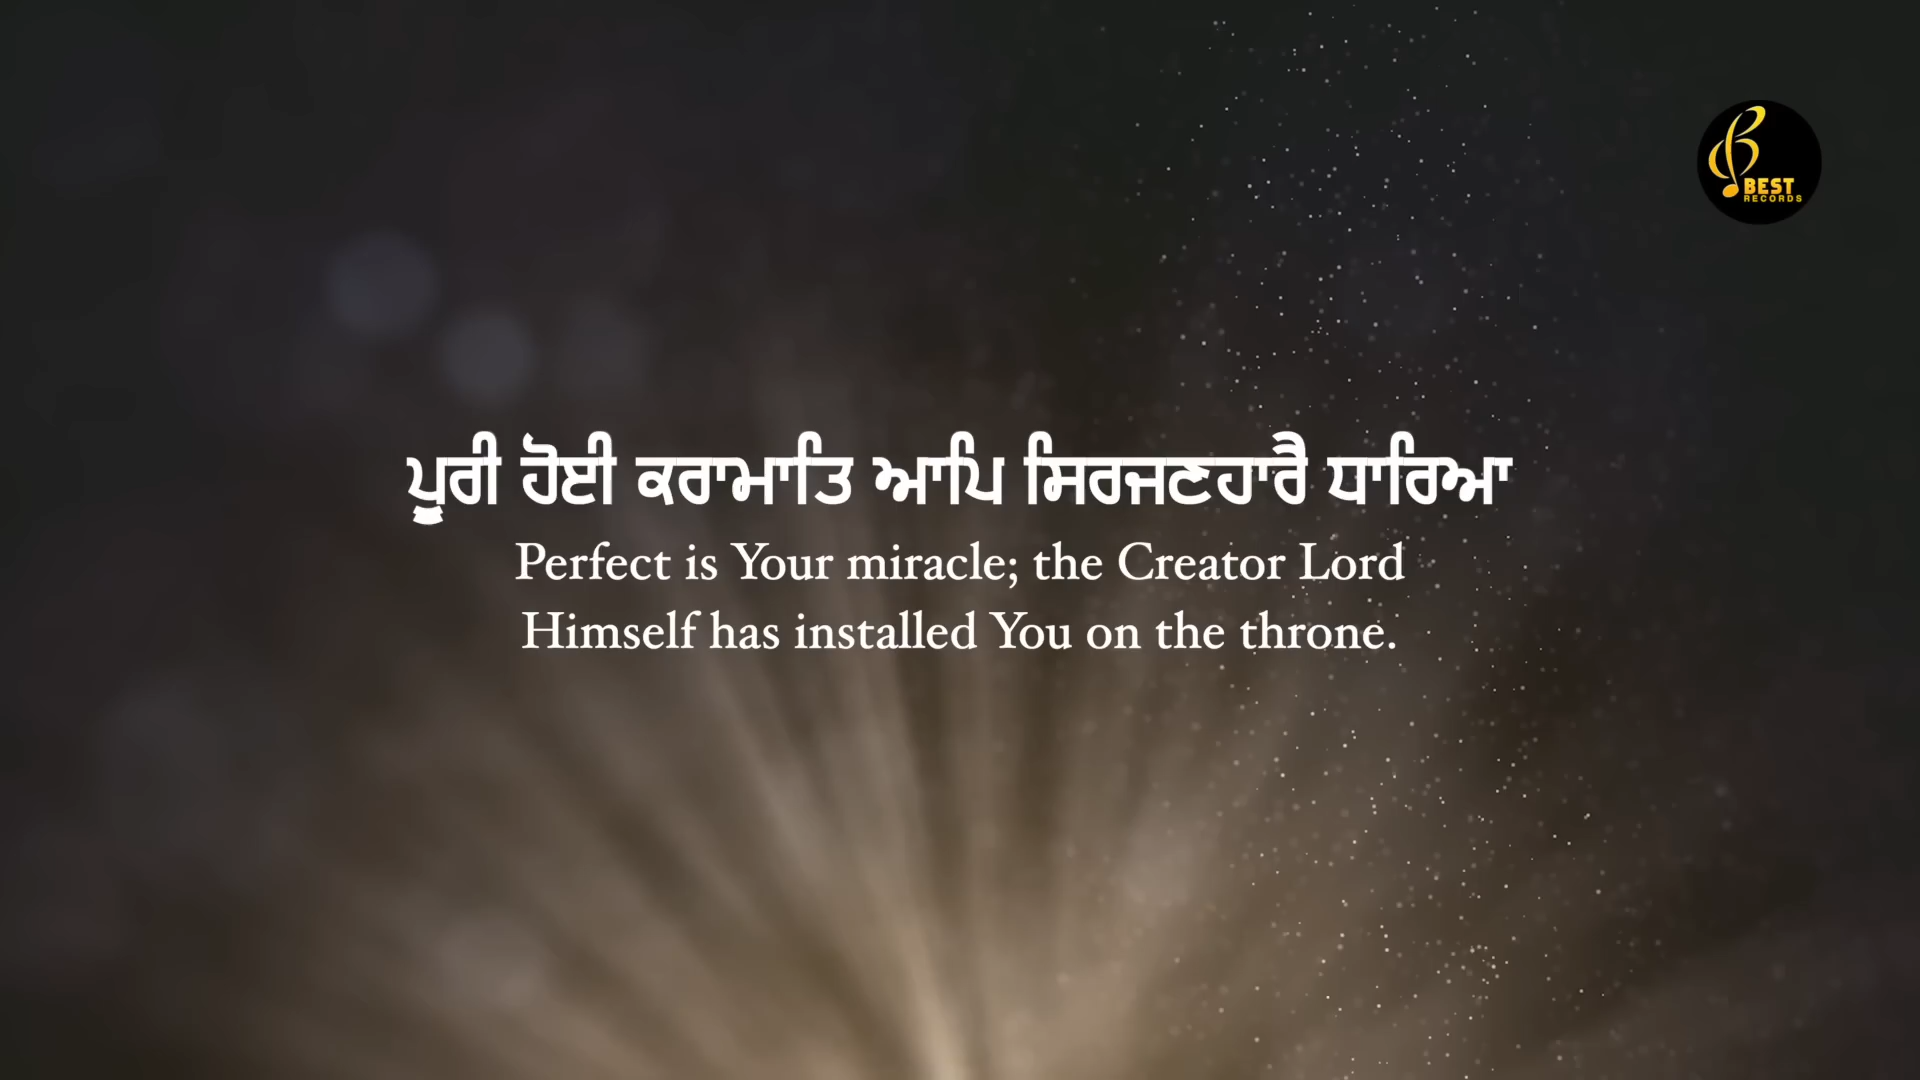 BEST
RECORDS
ਪੂਰੀ ਹੋਈ ਕਰਾਮਾਤਿ ਆਪਿ ਸਿਰਜਣਹਾਰੈ ਧਾਰਿਆ
Perfect is Your miracle; the Creator Lord
Himself has installed You on the throne.